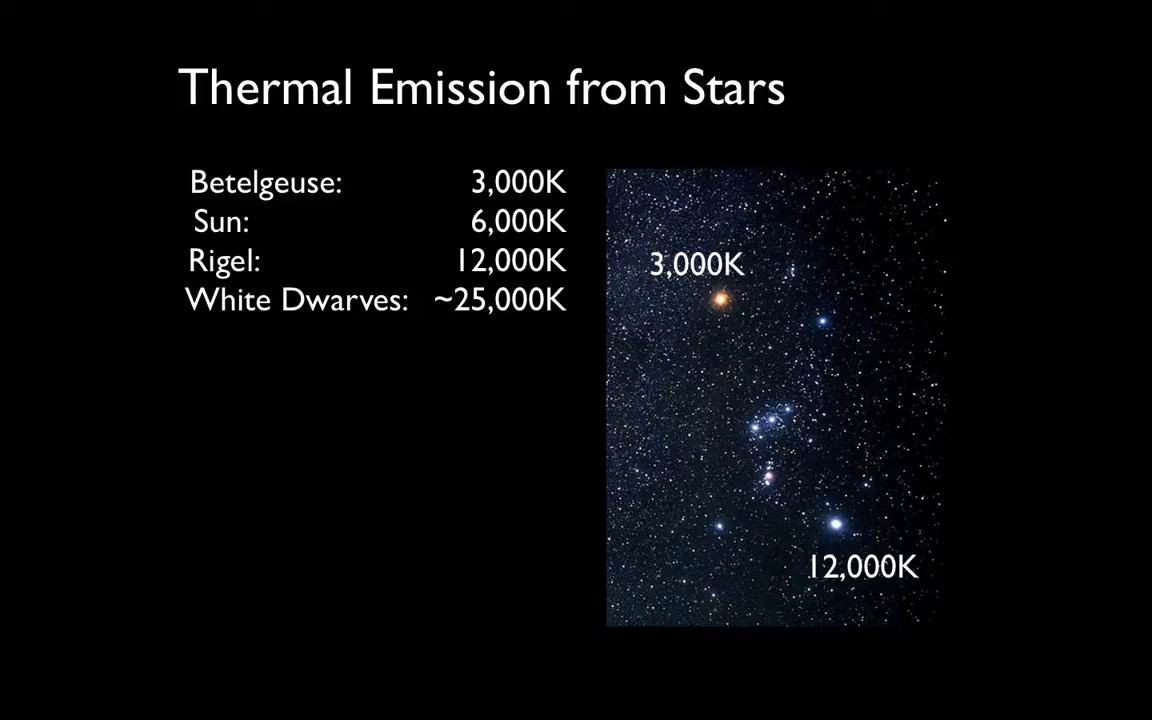 Thermal Emission from Stars
Betelgeuse: 3,000K
Sun: 6,000K
Rigel: 12,000K
White Dwarves: ~25,000K
3,000K
12,000K